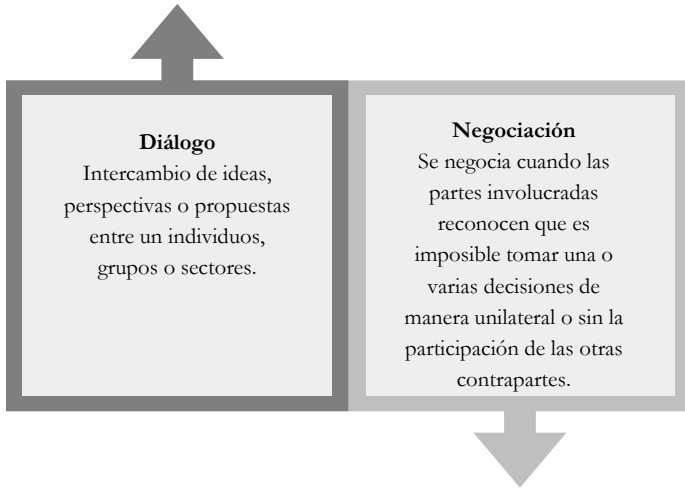 Diálogo
Intercambio de ideas,
perspectivas o propuestas
entre un individuos,
grupos o sectores.
Negociación
Se negocia cuando las
partes involucradas
reconocen que es
imposible tomar una o
varias decisiones de
manera unilateral o sin la
participación de las otras
contrapartes.